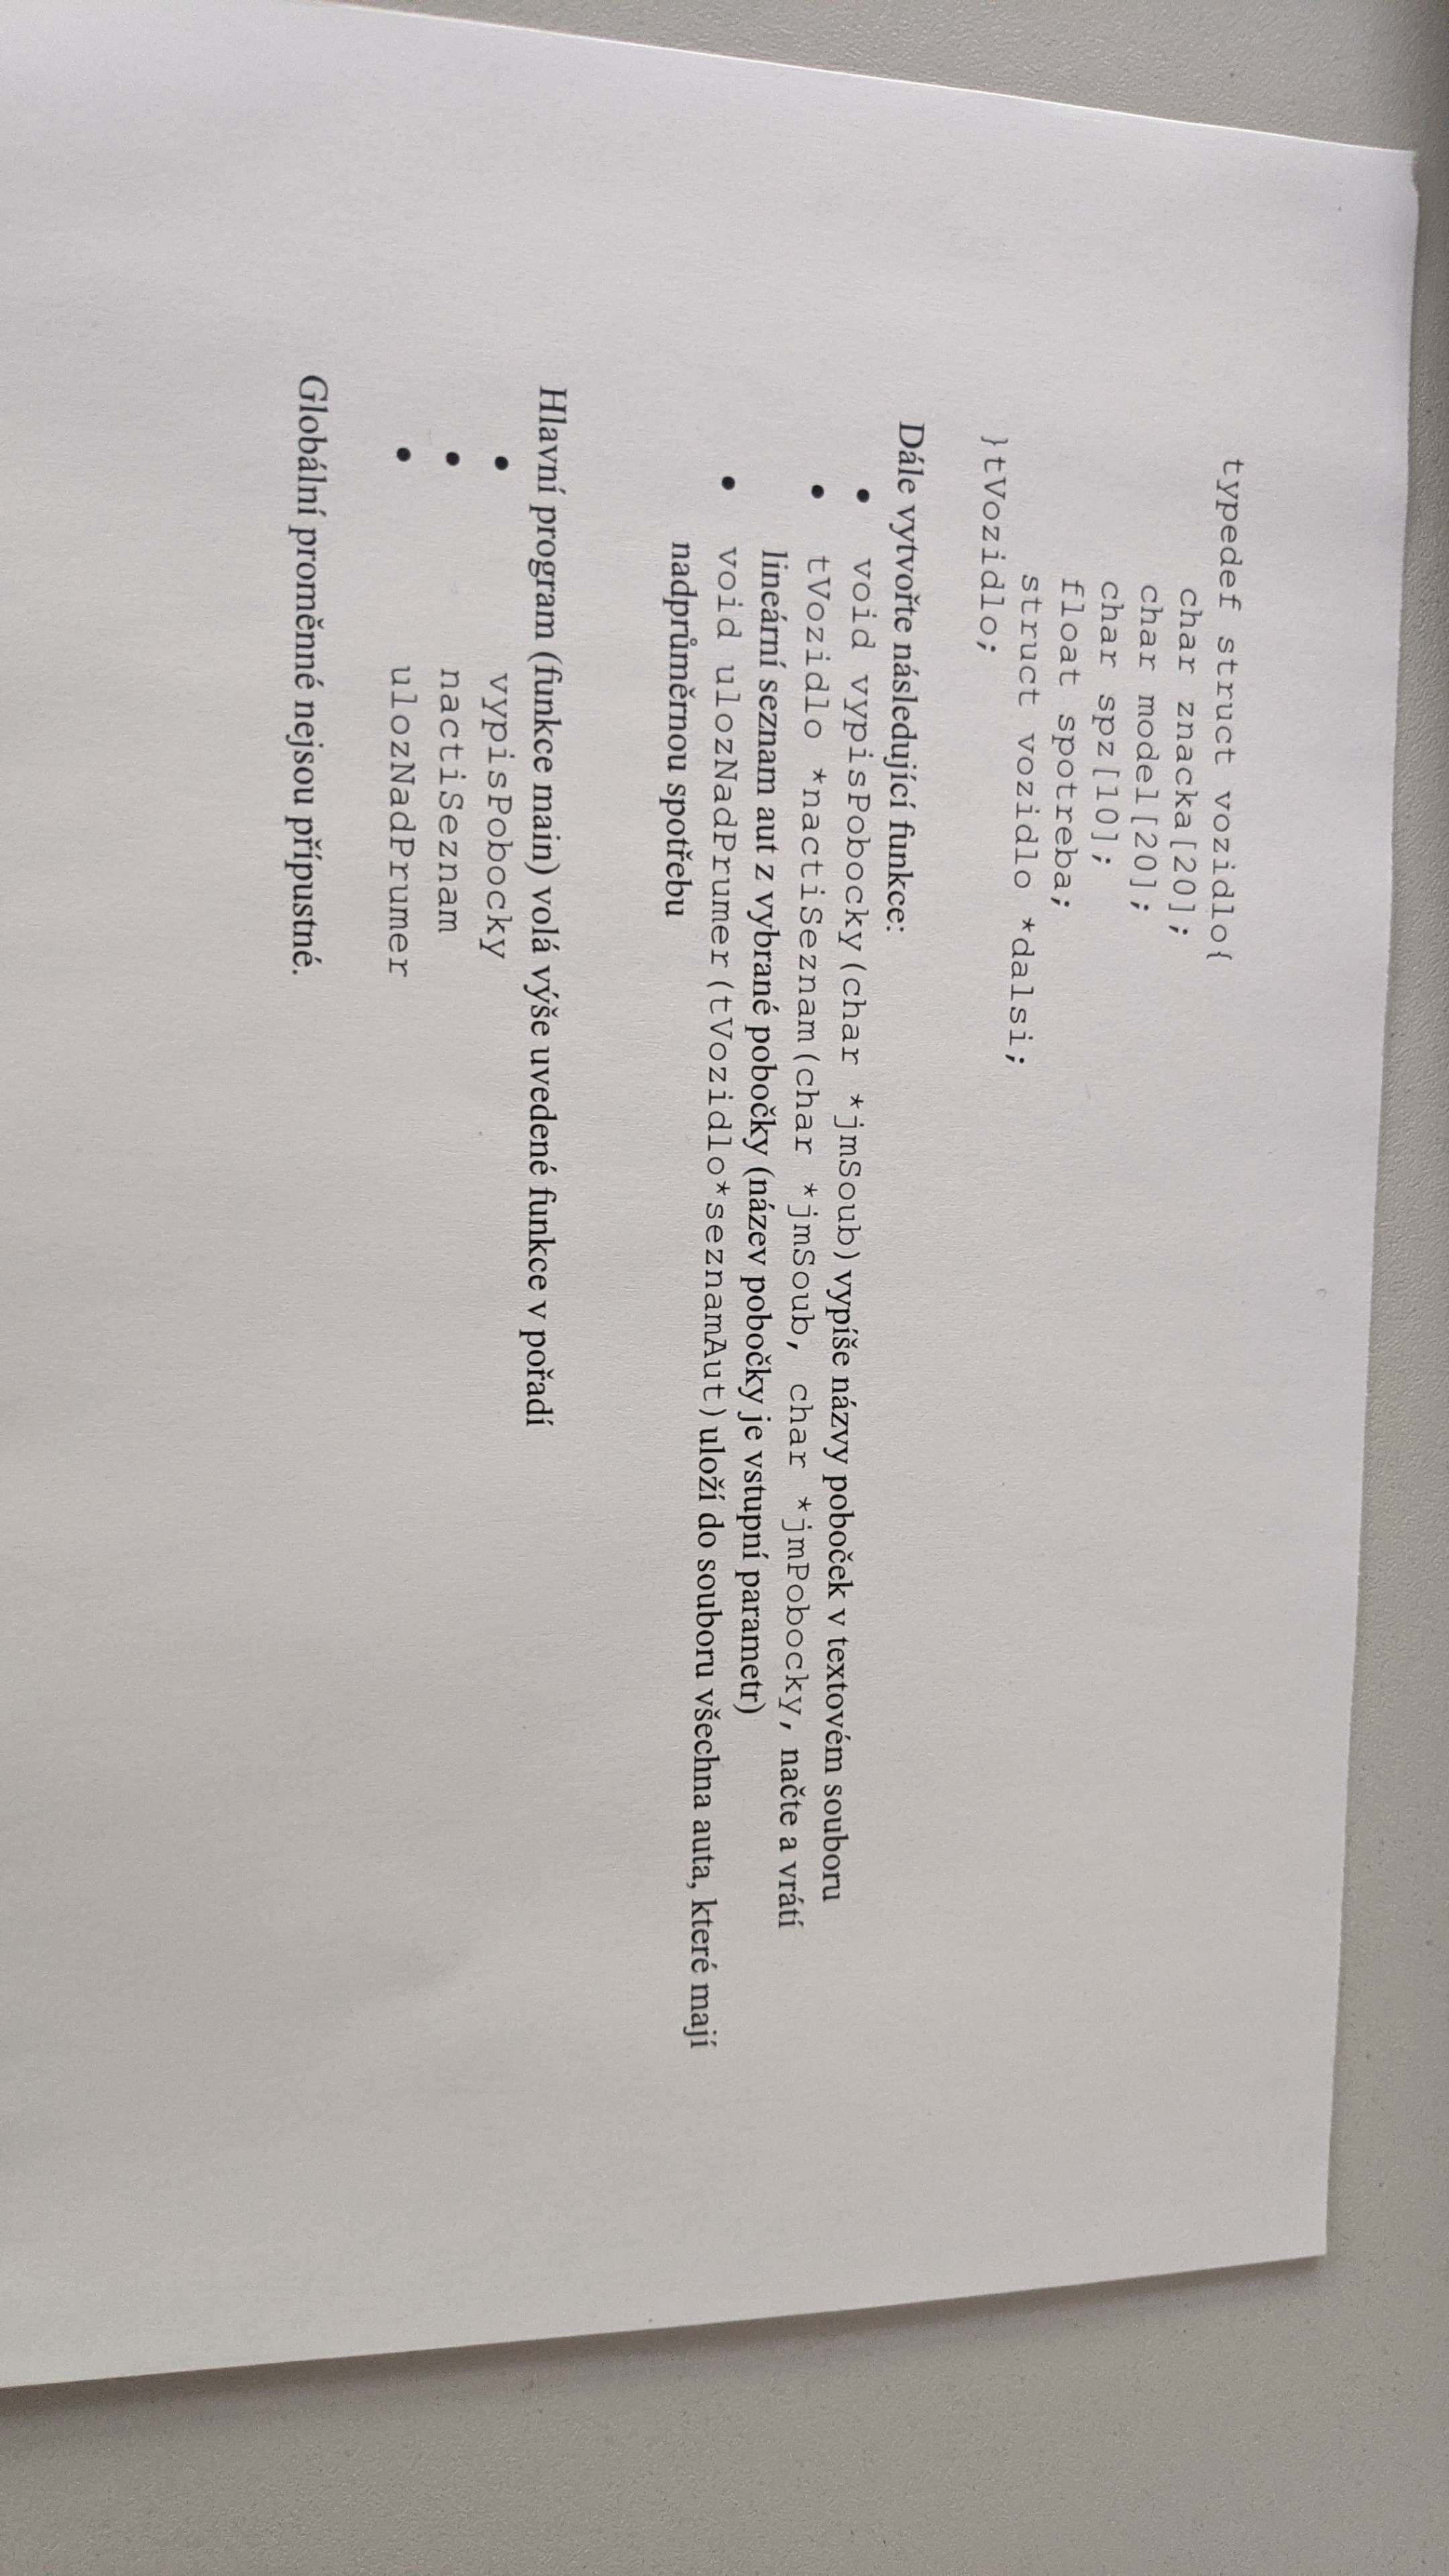 typedef struct vozidlo{
char znacka[20];
char model[20];
char spz[10];
float spotreba;
struct vozidlo *dalsi;
}tVozidlo;
Dále vytvořte následující funkce:
• void vypisPobocky(char *jmSoub) vypíše názvy poboček v textovém souboru
• tVozidlo *nactiSeznam(char *jmSoub, char *jmPobocky, načte a vrátí
lineární seznam aut z vybrané pobočky (název pobočky je vstupní parametr)
• void ulozNadPrumer(tVozidlo*seznamAut) uloží do souboru všechna auta, které mají
nadprůměrnou spotřebu
Hlavní program (funkce main) volá výše uvedené funkce v pořadí
• vypisPobocky
• nactiSeznam
• ulozNadPrumer
Globální proměnné nejsou přípustné.